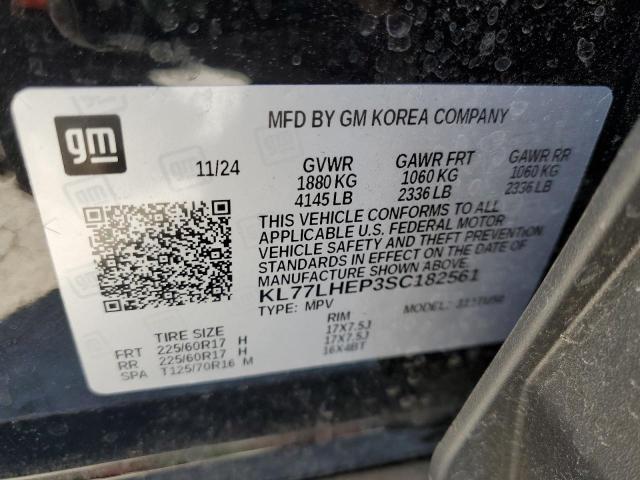 gm
MFD BY GM KOREA COMPANY
11/24 GVWR GAWR FRT GAWR RR
1880 KG 1060 KG 1060 KG
4145 LB 2336 LB 2336 LB
THIS VEHICLE CONFORMS TO ALL
APPLICABLE U.S. FEDERAL MOTOR
VEHICLE SAFETY AND THEFT PREVENTION
STANDARDS IN EFFECT ON THE DATE OF
MANUFACTURE SHOWN ABOVE.
KL77LHEP3SC182561
TYPE: MPV MODEL:
TIRE SIZE RIM
FRT 225/60R17 H 17X7.5J
RR 225/60R17 H 17X7.5J
SPA T125/70R16 M 16X4BT